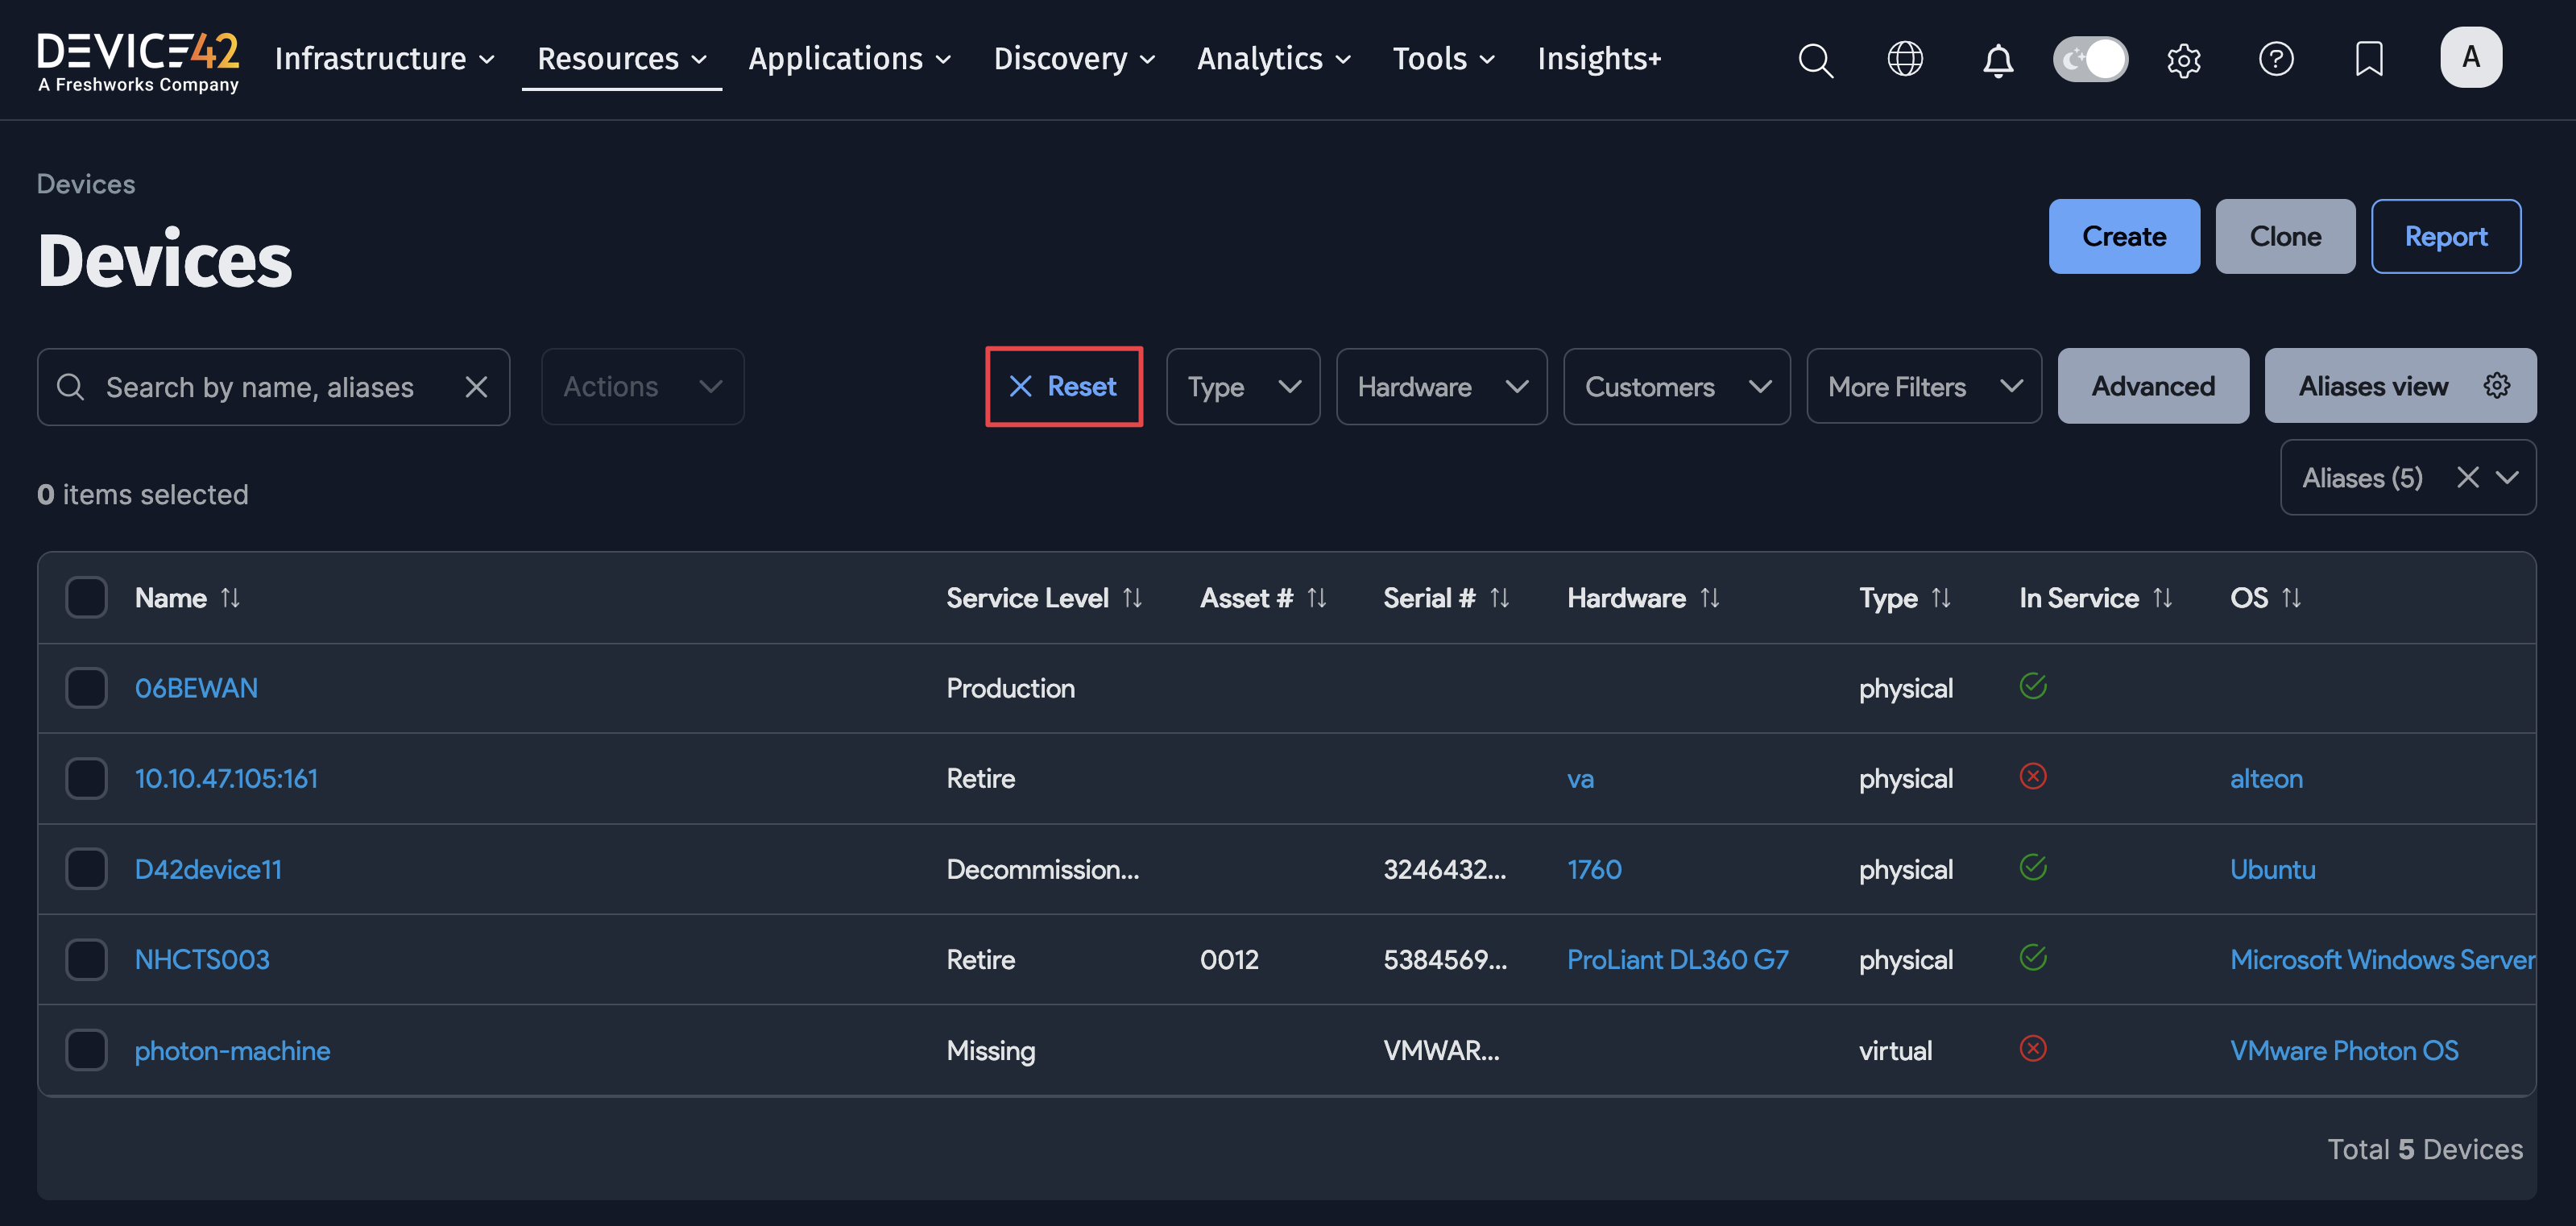 DEVICE42
A Freshworks Company
Infrastructure Resources Applications Discovery Analytics Tools Insights+
A
Devices
Devices
Create Clone Report
Search by name, aliases Actions Reset Type Hardware Customers More Filters Advanced Aliases view
Aliases (5)
0 items selected
Name Service Level Asset # Serial # Hardware Type In Service OS
06BEWAN Production physical
10.10.47.105:161 Retire va physical alteon
D42device11 Decommission... 3246432... 1760 physical Ubuntu
NHCTS003 Retire 0012 5384569... ProLiant DL360 G7 physical Microsoft Windows Server
photon-machine Missing VMWAR... virtual VMware Photon OS
Total 5 Devices